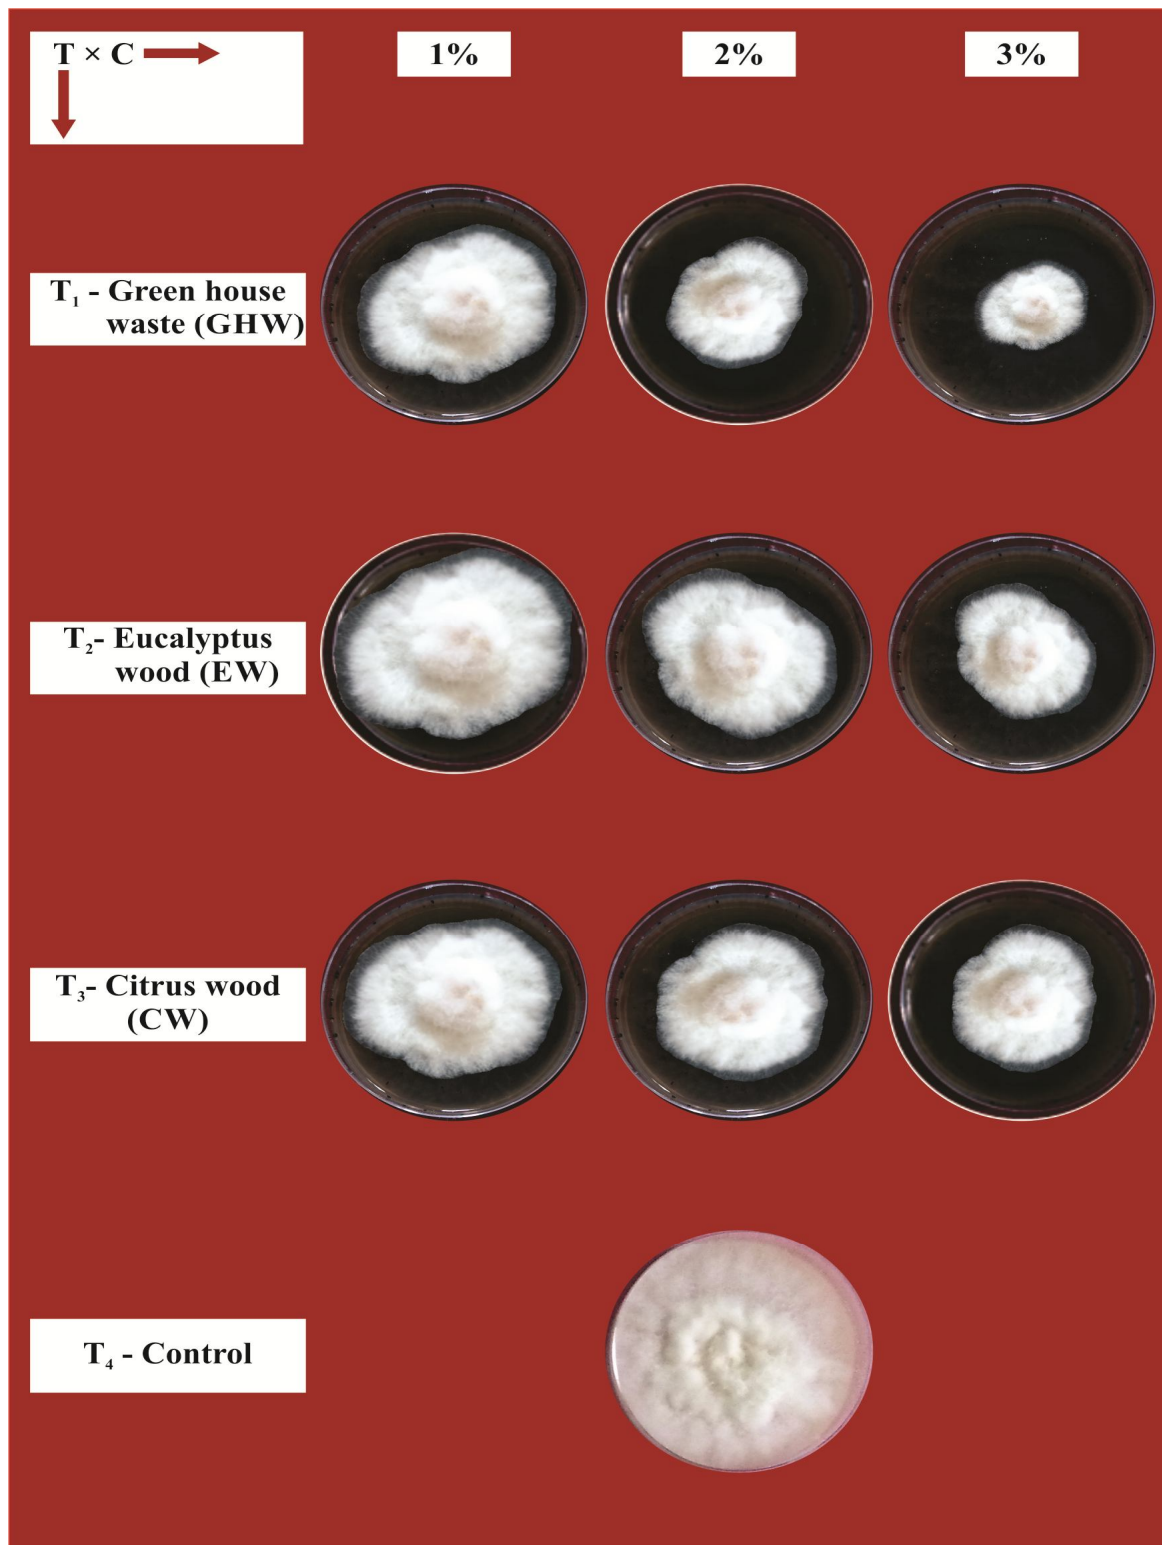 T × C
1%
2%
3%
T₁ - Green house
waste (GHW)
T₂- Eucalyptus
wood (EW)
T₃- Citrus wood
(CW)
T₄ - Control